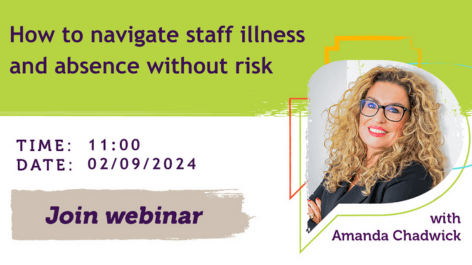 How to navigate staff illness
and absence without risk
TIME: 11:00
DATE: 02/09/2024
Join webinar
with
Amanda Chadwick